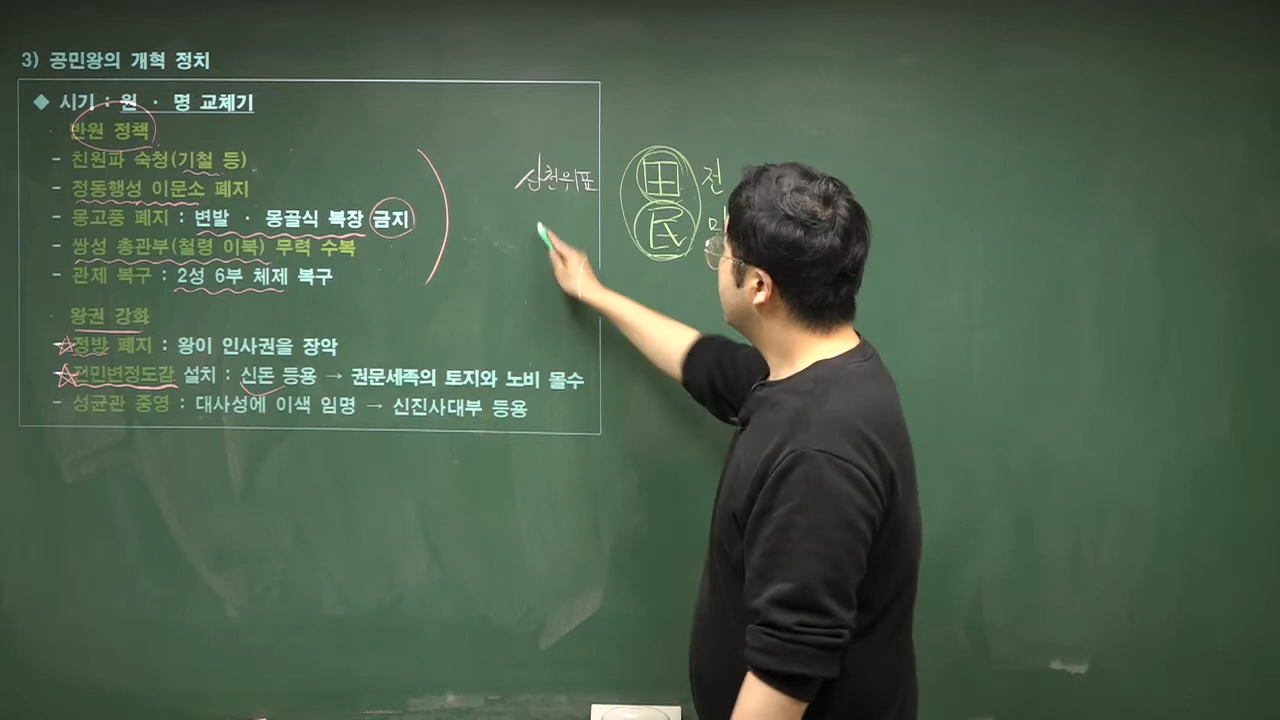 3) 공민왕의 개혁 정치
◆ 시기 : 원 · 명 교체기
반원 정책
- 친원파 숙청(기철 등)
- 정동행성 이문소 폐지
- 몽고풍 폐지 : 변발 · 몽골식 복장 금지
- 쌍성 총관부(철령 이북) 무력 수복
- 관제 복구 : 2성 6부 체제 복구
왕권 강화
- 정방 폐지 : 왕이 인사권을 장악
- 전민변정도감 설치 : 신돈 등용 → 권문세족의 토지와 노비 몰수
- 성균관 중영 : 대사성에 이색 임명 → 신진사대부 등용
田 전
民